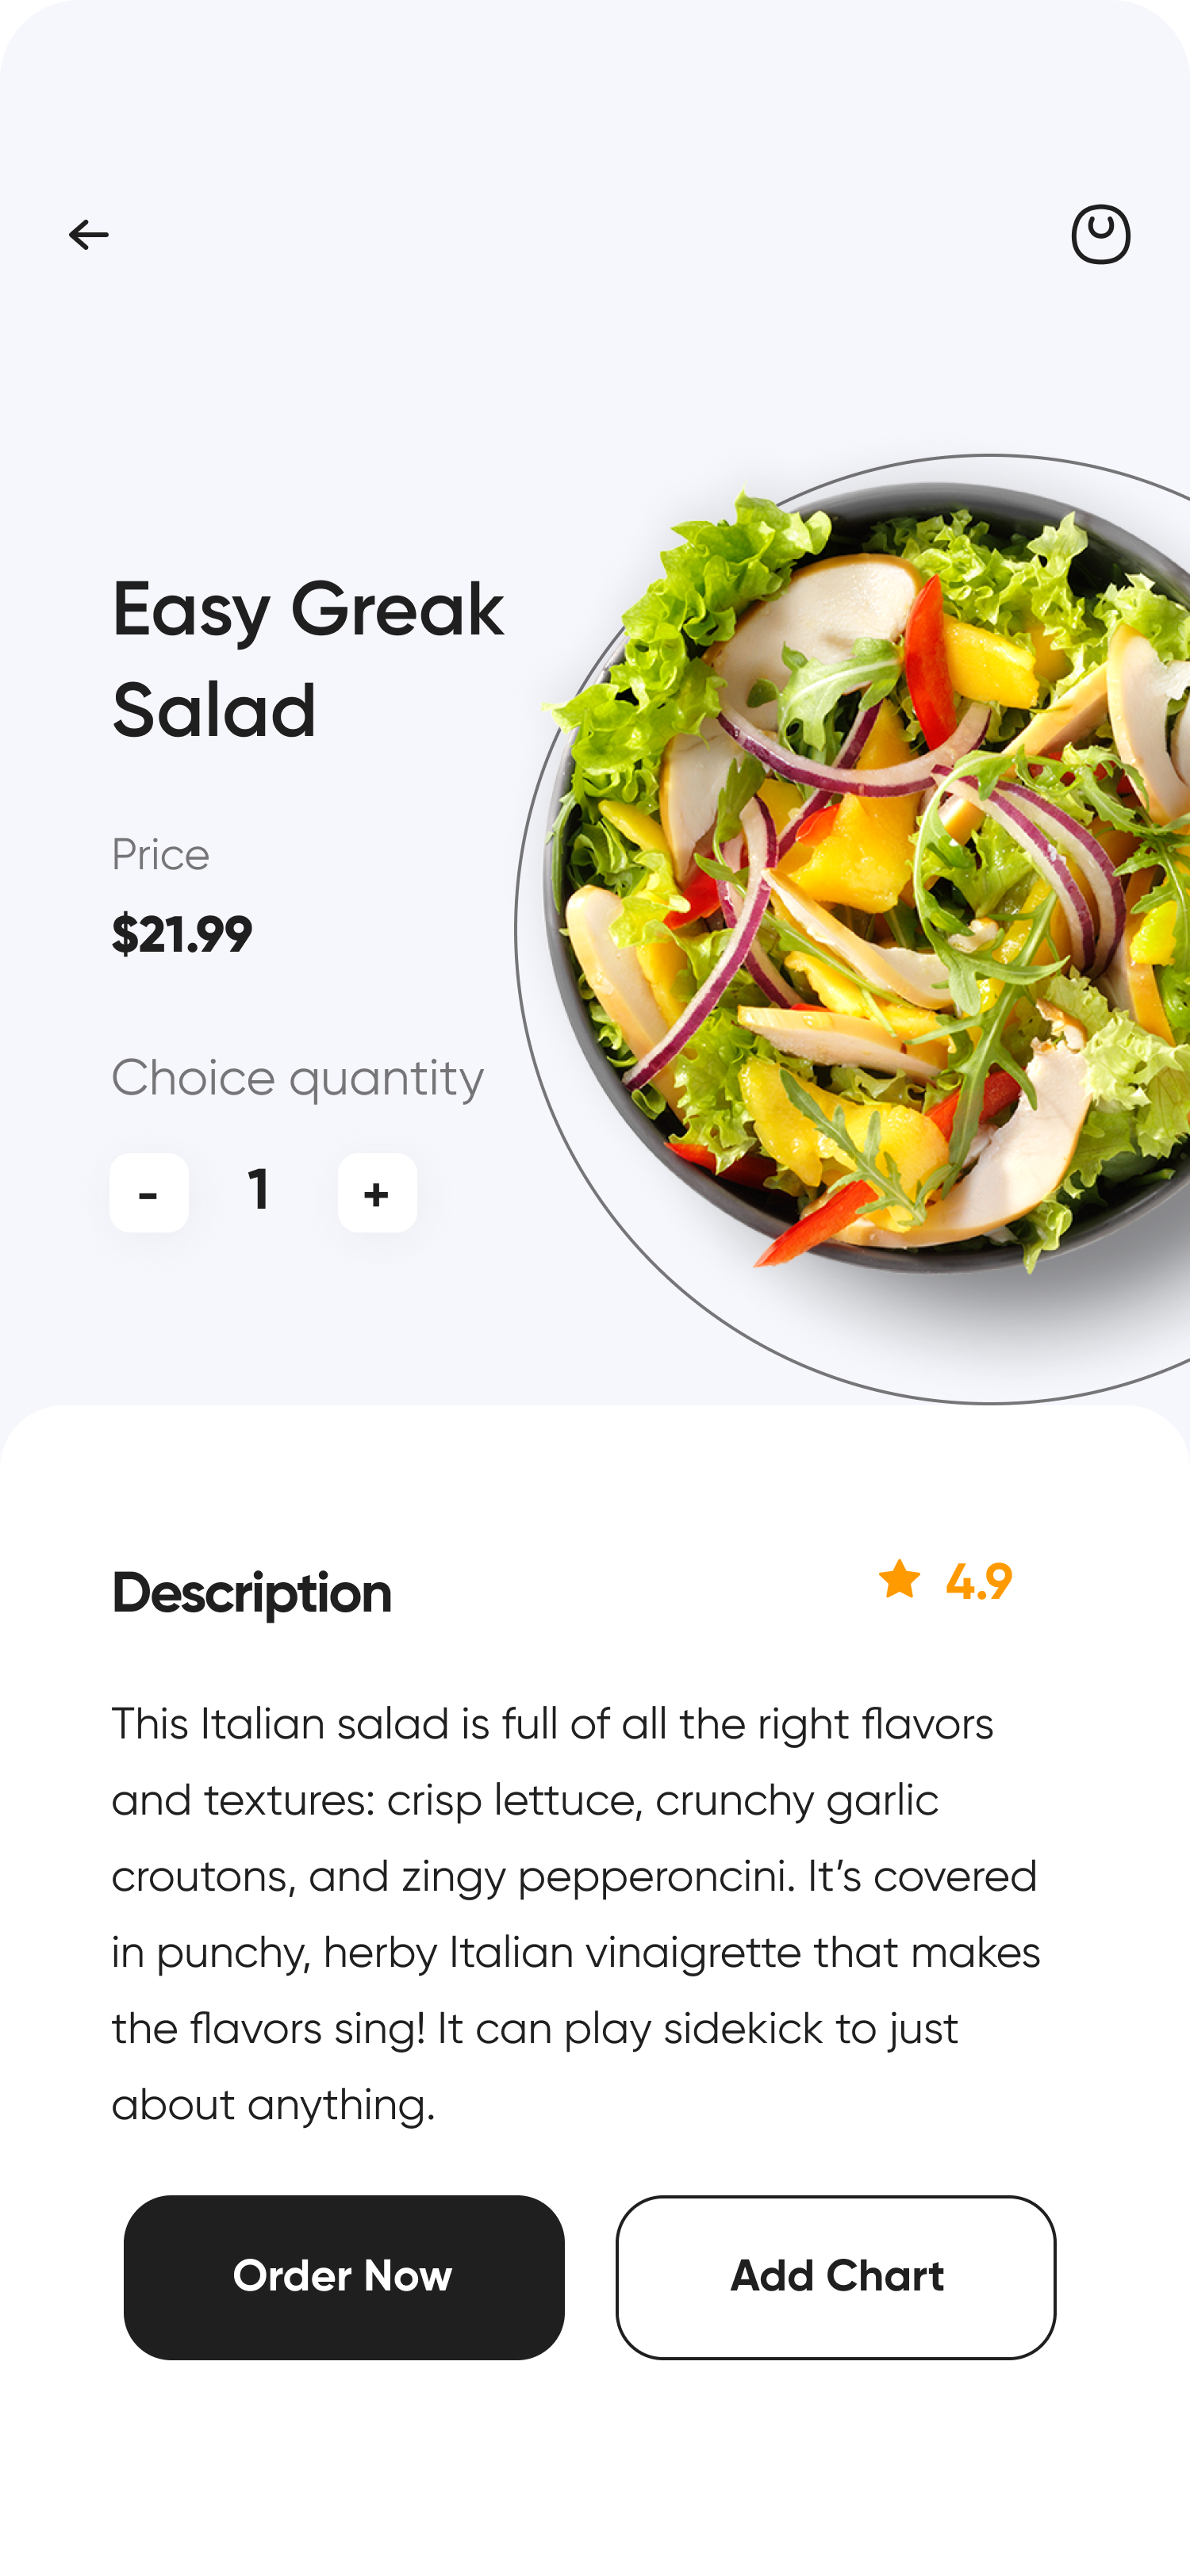 Easy Greak
Salad
Price
$21.99
Choice quantity
- 1 +
Description
4.9
This Italian salad is full of all the right flavors
and textures: crisp lettuce, crunchy garlic
croutons, and zingy pepperoncini. It’s covered
in punchy, herby Italian vinaigrette that makes
the flavors sing! It can play sidekick to just
about anything.
Order Now
Add Chart